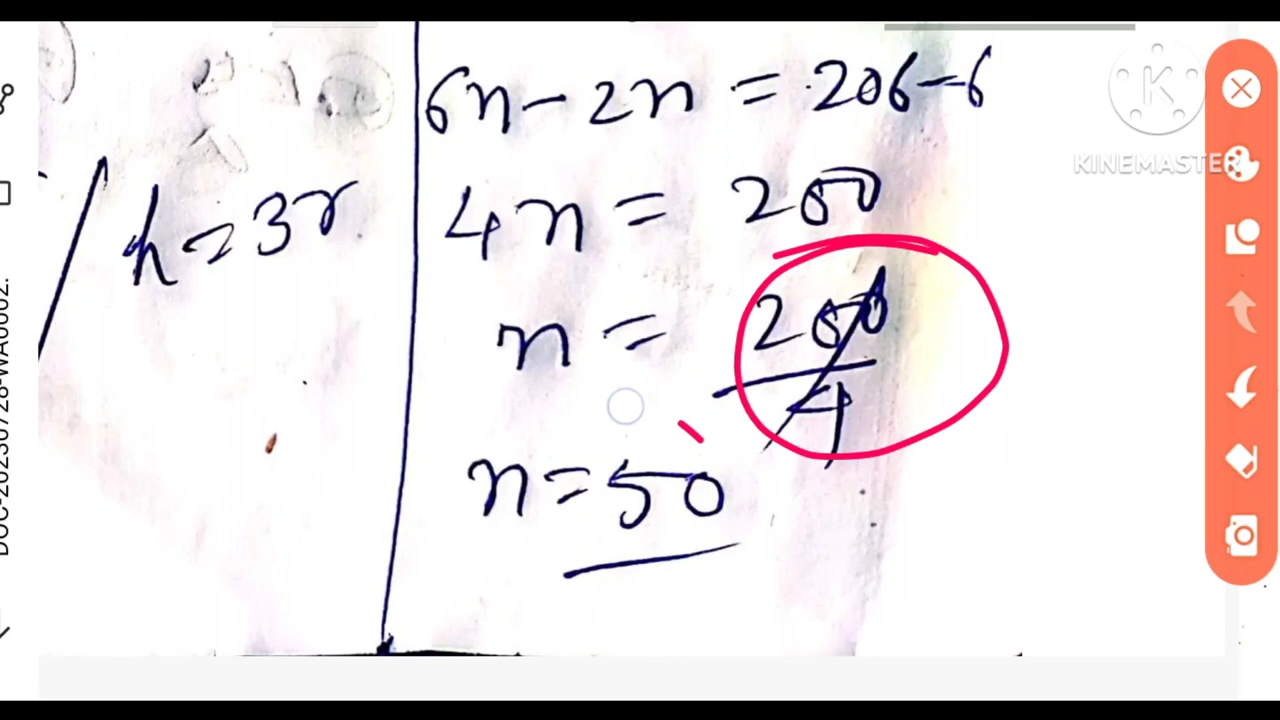 6n - 2n = 206 - 6
4n = 200
n = 200/4
n = 50
h = 3r
KINEMASTER
K